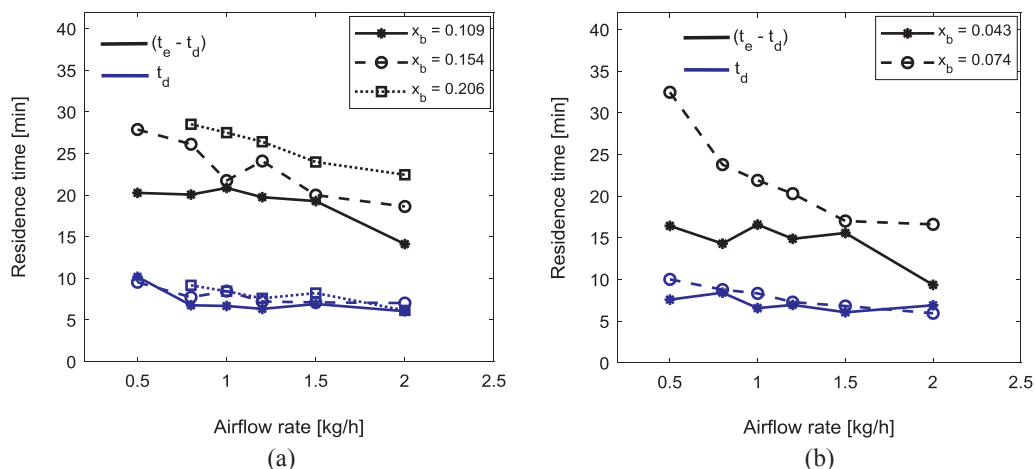 Residence time [min]
40
35
30
25
20
15
10
5
0
0.5 1 1.5 2 2.5
Airflow rate [kg/h]
(t_e - t_d)
t_d
x_b = 0.109
x_b = 0.154
x_b = 0.206
(a)
Residence time [min]
40
35
30
25
20
15
10
5
0
0.5 1 1.5 2 2.5
Airflow rate [kg/h]
(t_e - t_d)
t_d
x_b = 0.043
x_b = 0.074
(b)